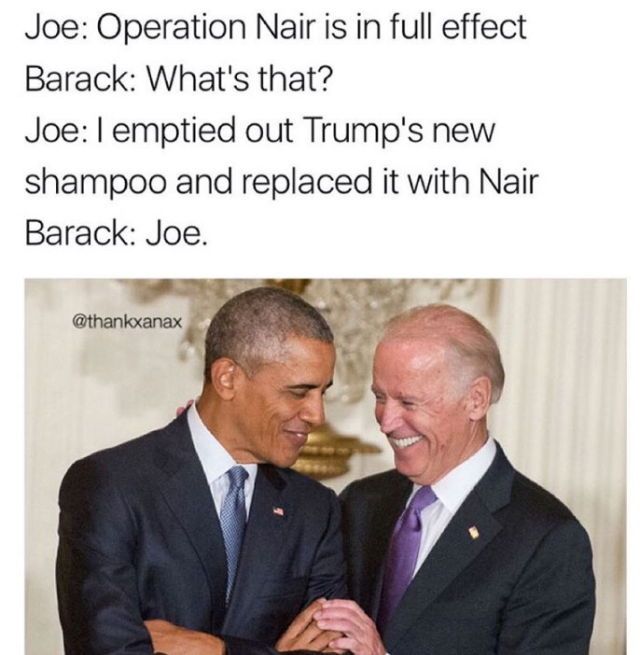 Joe: Operation Nair is in full effect
Barack: What's that?
Joe: I emptied out Trump's new
shampoo and replaced it with Nair
Barack: Joe.
@thankxanax